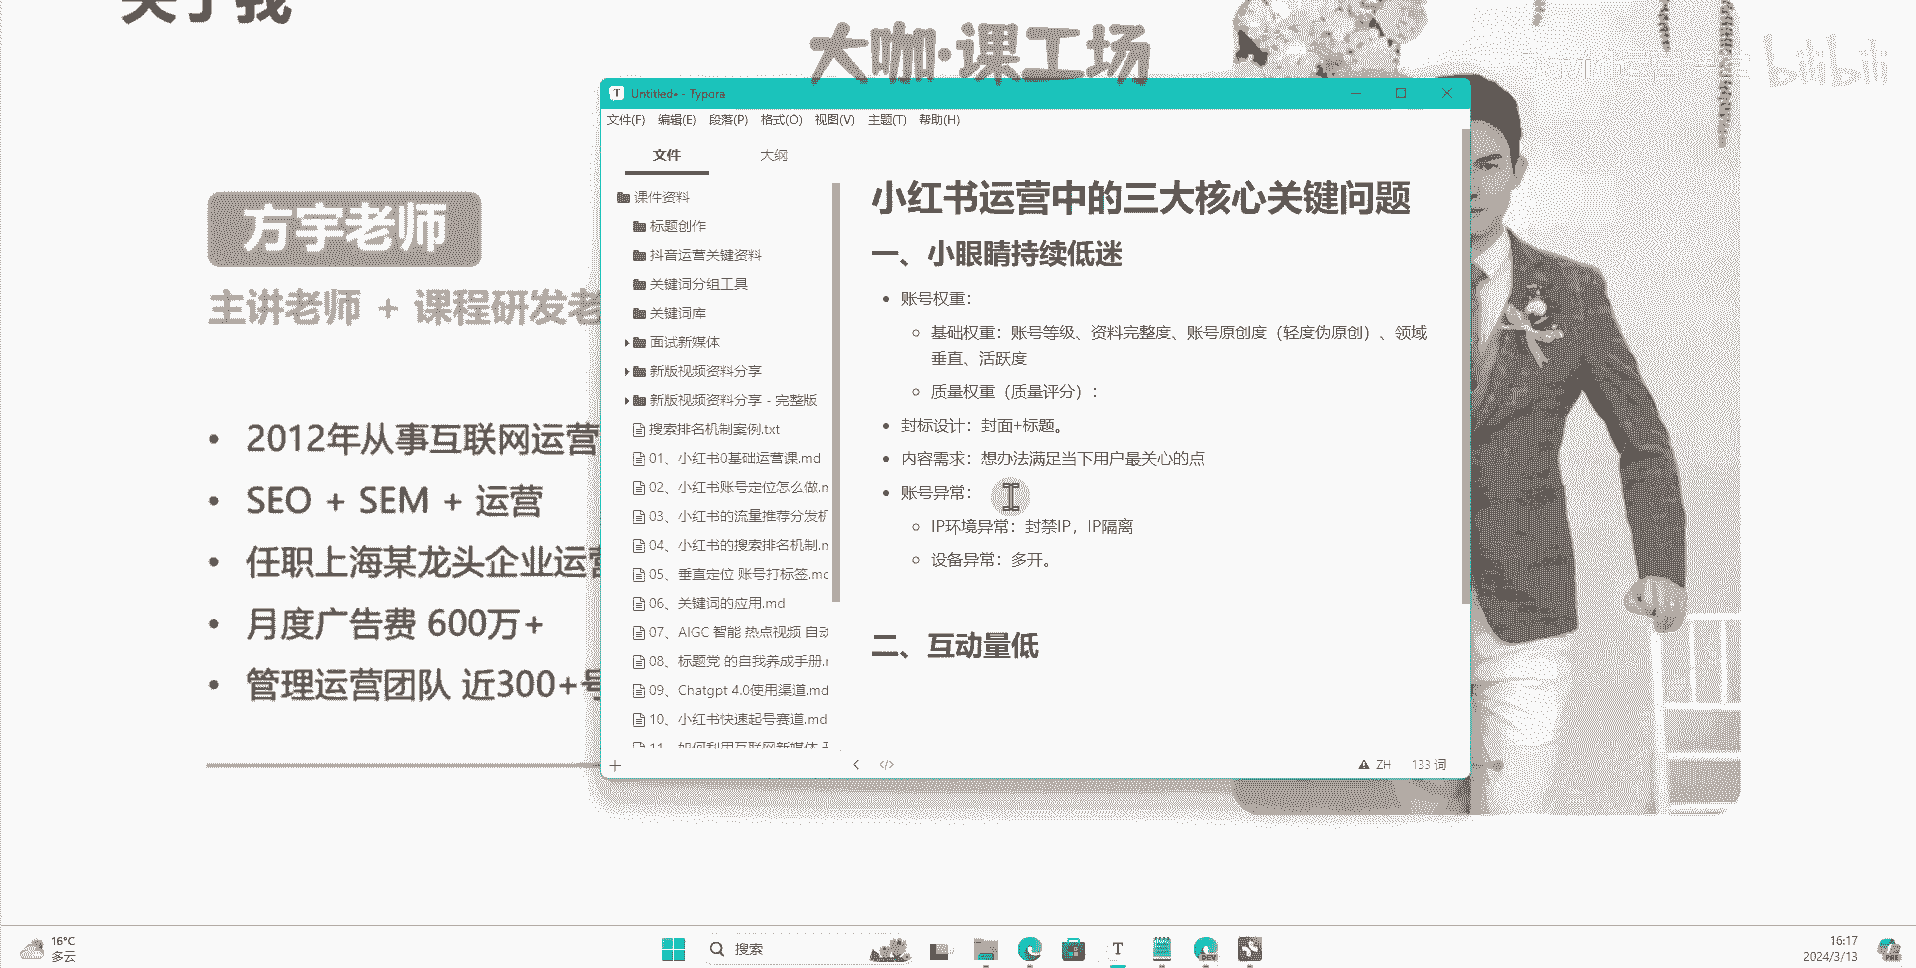 关于我
大咖·课工场
bilibili
方宇老师
主讲老师 + 课程研发老
2012年从事互联网运营
SEO + SEM + 运营
任职上海某龙头企业运营
月度广告费 600万+
管理运营团队 近300+号
Untitled• - Typora
文件(F) 编辑(E) 段落(P) 格式(O) 视图(V) 主题(T) 帮助(H)
文件 大纲
课件资料
标题创作
抖音运营关键资料
关键词分组工具
关键词库
面试新媒体
新版视频资料分享
新版视频资料分享 - 完整版
搜索排名机制案例.txt
01、小红书0基础运营课.md
02、小红书账号定位怎么做.m
03、小红书的流量推荐分发机
04、小红书的搜索排名机制.m
05、垂直定位 账号打标签.md
06、关键词的应用.md
07、AIGC 智能 热点视频 自动
08、标题党 的自我养成手册.m
09、Chatgpt 4.0使用渠道.md
10、小红书快速起号赛道.md
11、如何利用互联网新媒体
小红书运营中的三大核心关键问题
一、小眼睛持续低迷
账号权重：
基础权重：账号等级、资料完整度、账号原创度（轻度伪原创）、领域
垂直、活跃度
质量权重（质量评分）：
封标设计：封面+标题。
内容需求：想办法满足当下用户最关心的点
账号异常：
IP环境异常：封禁IP，IP隔离
设备异常：多开。
二、互动量低
ZH 133 词
16°C
多云
搜索
16:17
2024/3/13